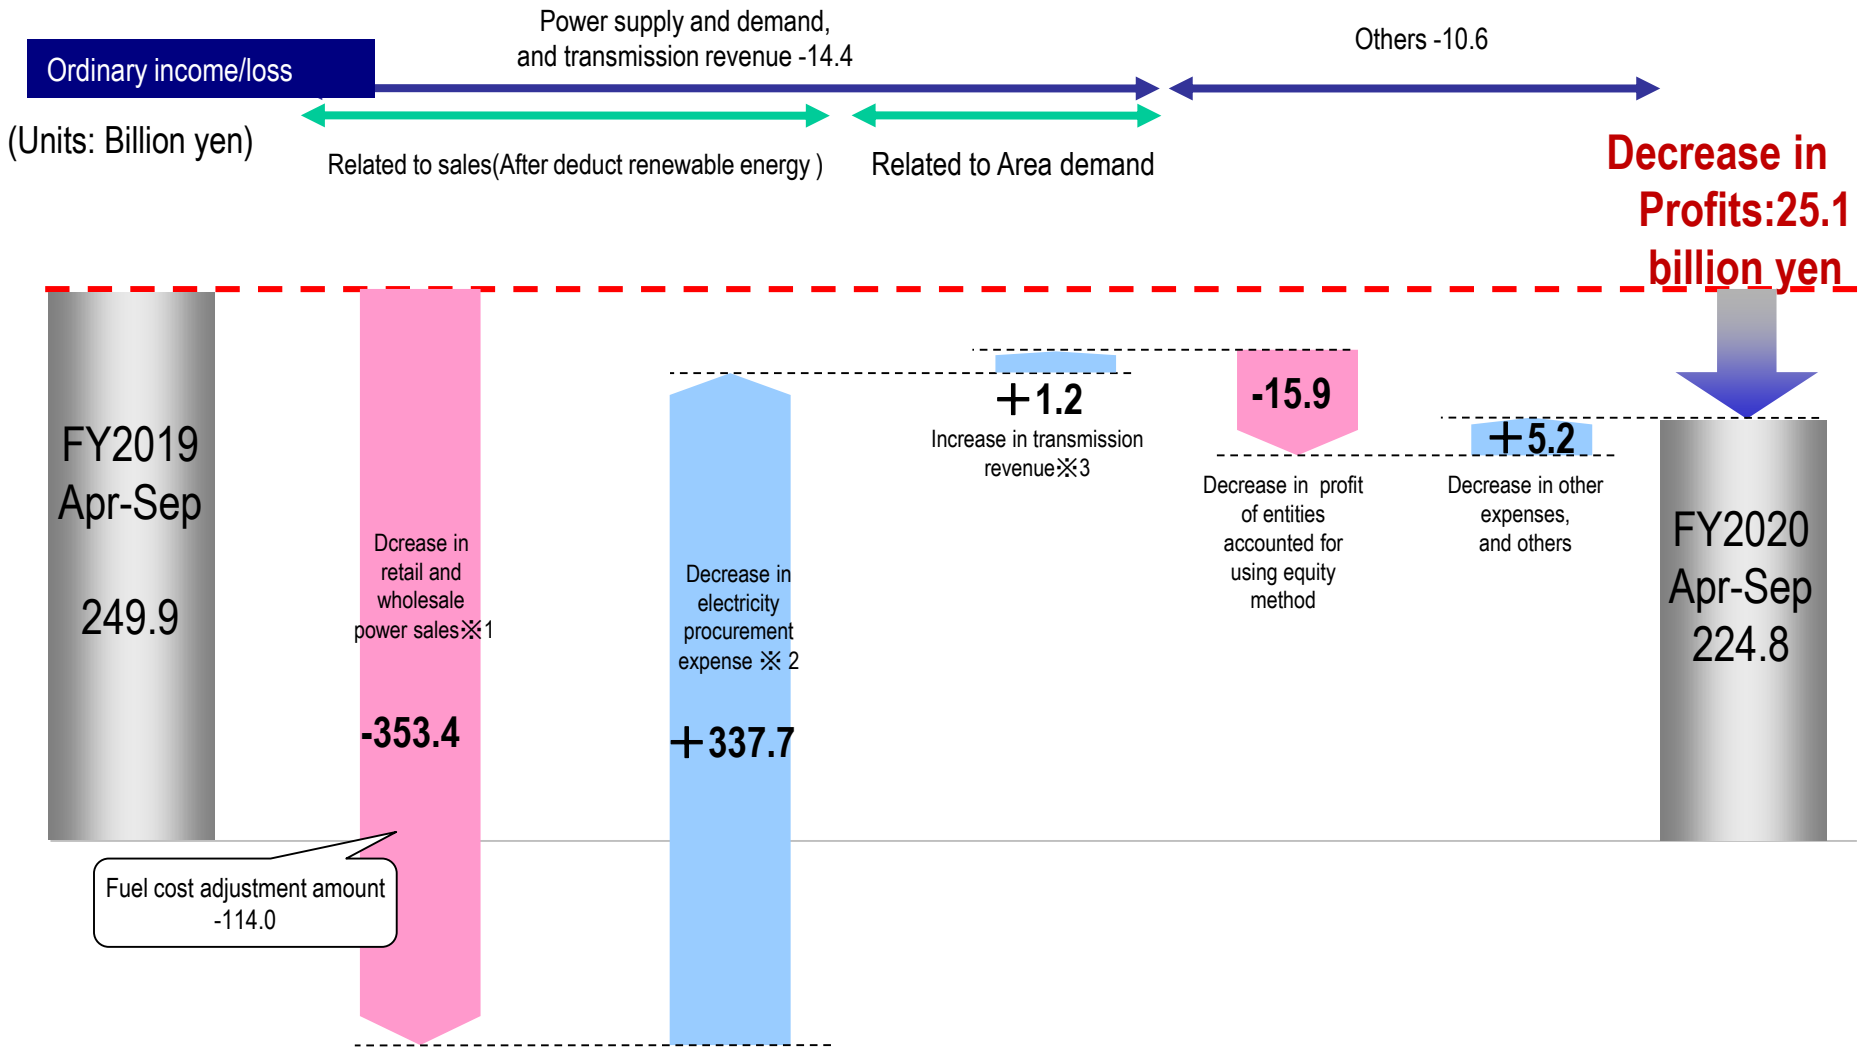 Power supply and demand,
and transmission revenue -14.4
Others -10.6
Ordinary income/loss
(Units: Billion yen)
Related to sales(After deduct renewable energy )
Related to Area demand
Decrease in
Profits:25.1
billion yen
FY2019
Apr-Sep
249.9
Dcrease in
retail and
wholesale
power sales※1
-353.4
Fuel cost adjustment amount
-114.0
Decrease in
electricity
procurement
expense ※ 2
＋337.7
＋1.2
Increase in transmission
revenue※3
-15.9
Decrease in profit
of entities
accounted for
using equity
method
＋5.2
Decrease in other
expenses,
and others
FY2020
Apr-Sep
224.8